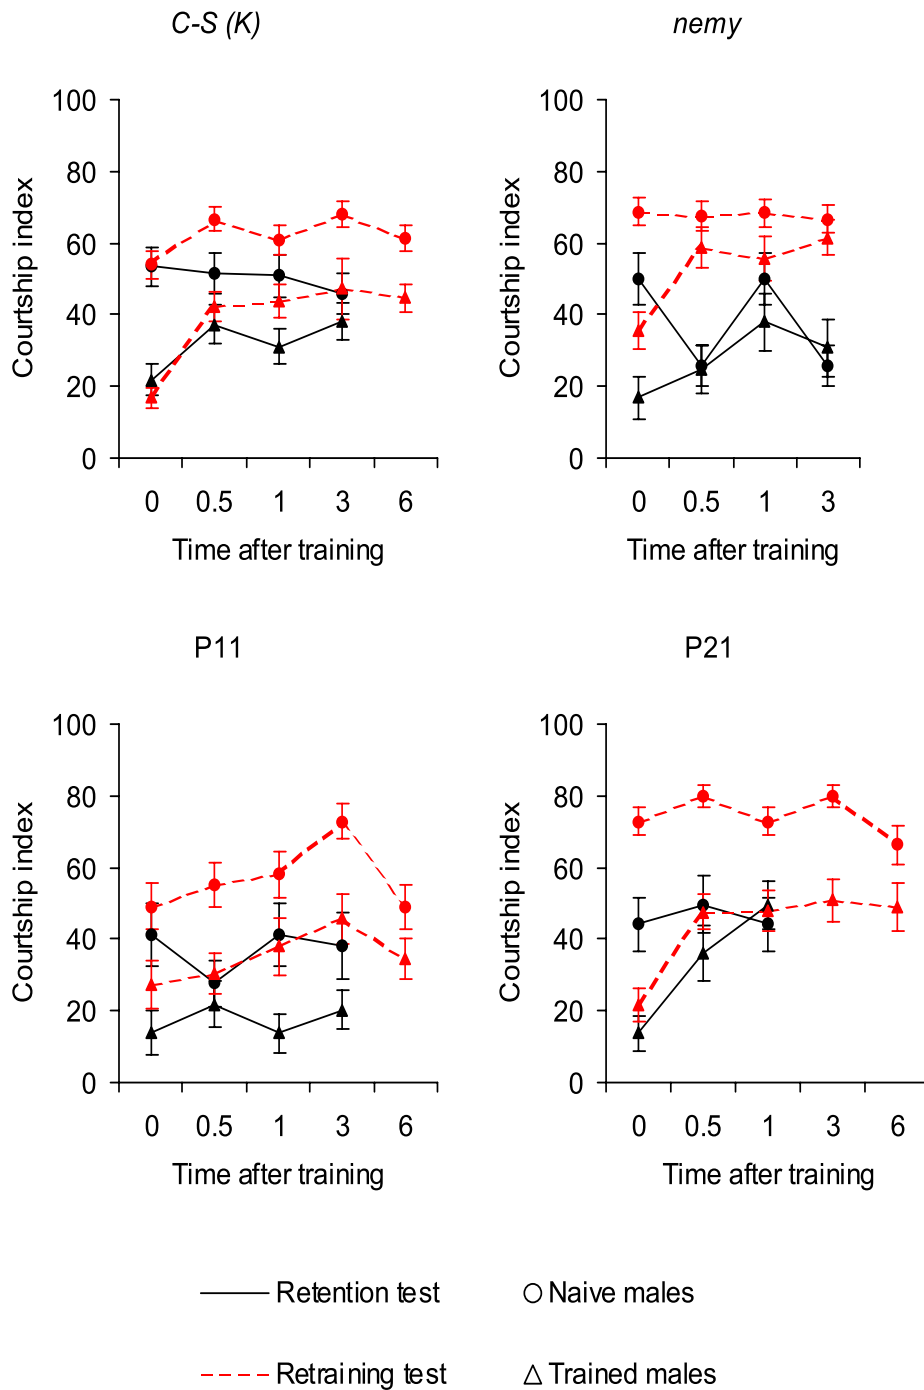 C-S (K)
nemy
100
80
60
40
20
0
Courtship index
0 0.5 1 3 6
Time after training
100
80
60
40
20
0
Courtship index
0 0.5 1 3
Time after training
P11
P21
100
80
60
40
20
0
Courtship index
0 0.5 1 3 6
Time after training
100
80
60
40
20
0
Courtship index
0 0.5 1 3 6
Time after training
Retention test
Naive males
Retraining test
Trained males